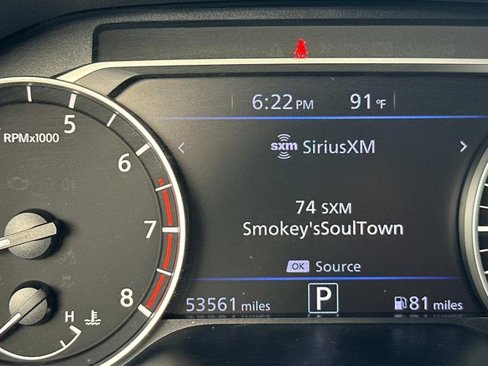 6:22 PM 91 °F
5
RPMx1000
6
sxm SiriusXM
7
74 SXM
Smokey'sSoulTown
OK Source
8
53561 miles P 81 miles
H